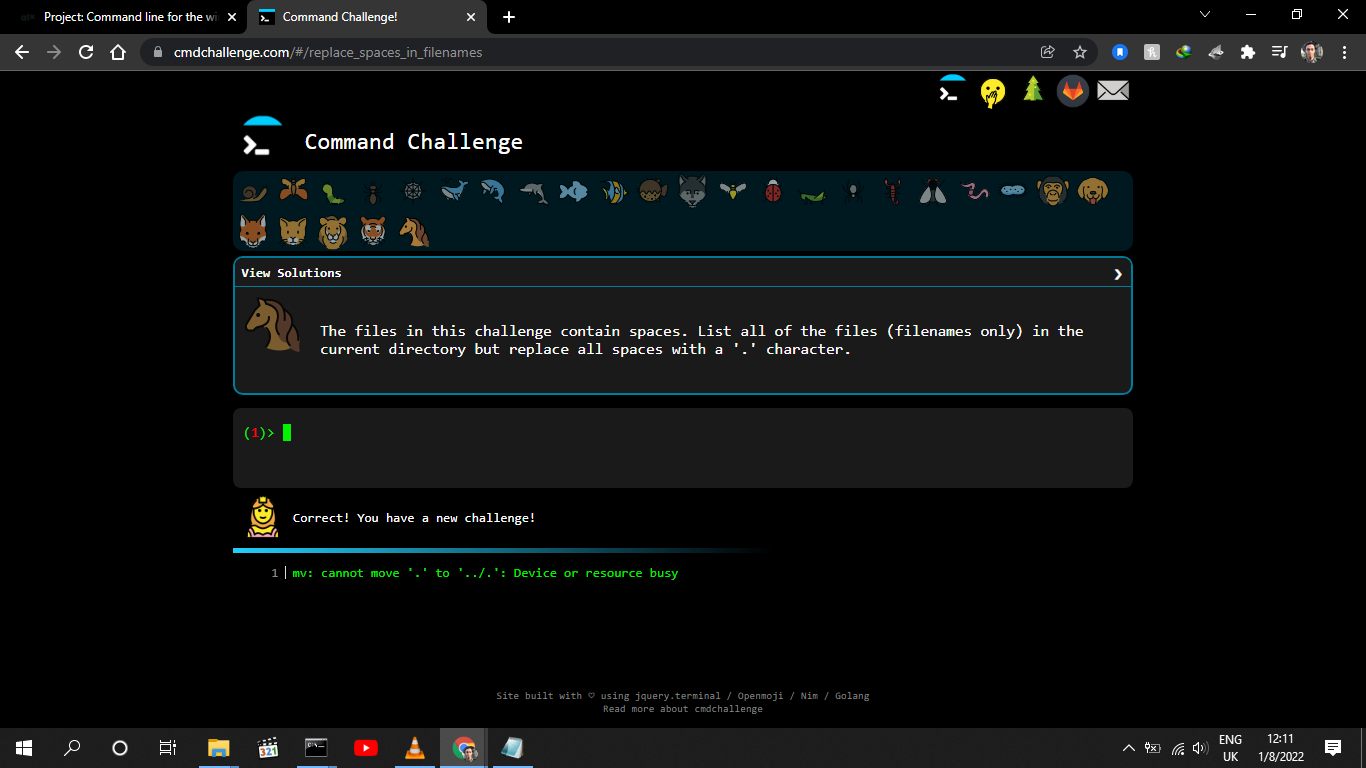 Project: Command line for the wi
Command Challenge!
cmdchallenge.com/#/replace_spaces_in_filenames
Command Challenge
View Solutions
The files in this challenge contain spaces. List all of the files (filenames only) in the
current directory but replace all spaces with a '.' character.
(1)>
Correct! You have a new challenge!
1 mv: cannot move '.' to '../.': Device or resource busy
Site built with ♡ using jquery.terminal / Openmoji / Nim / Golang
Read more about cmdchallenge
321
ENG
UK
12:11
1/8/2022